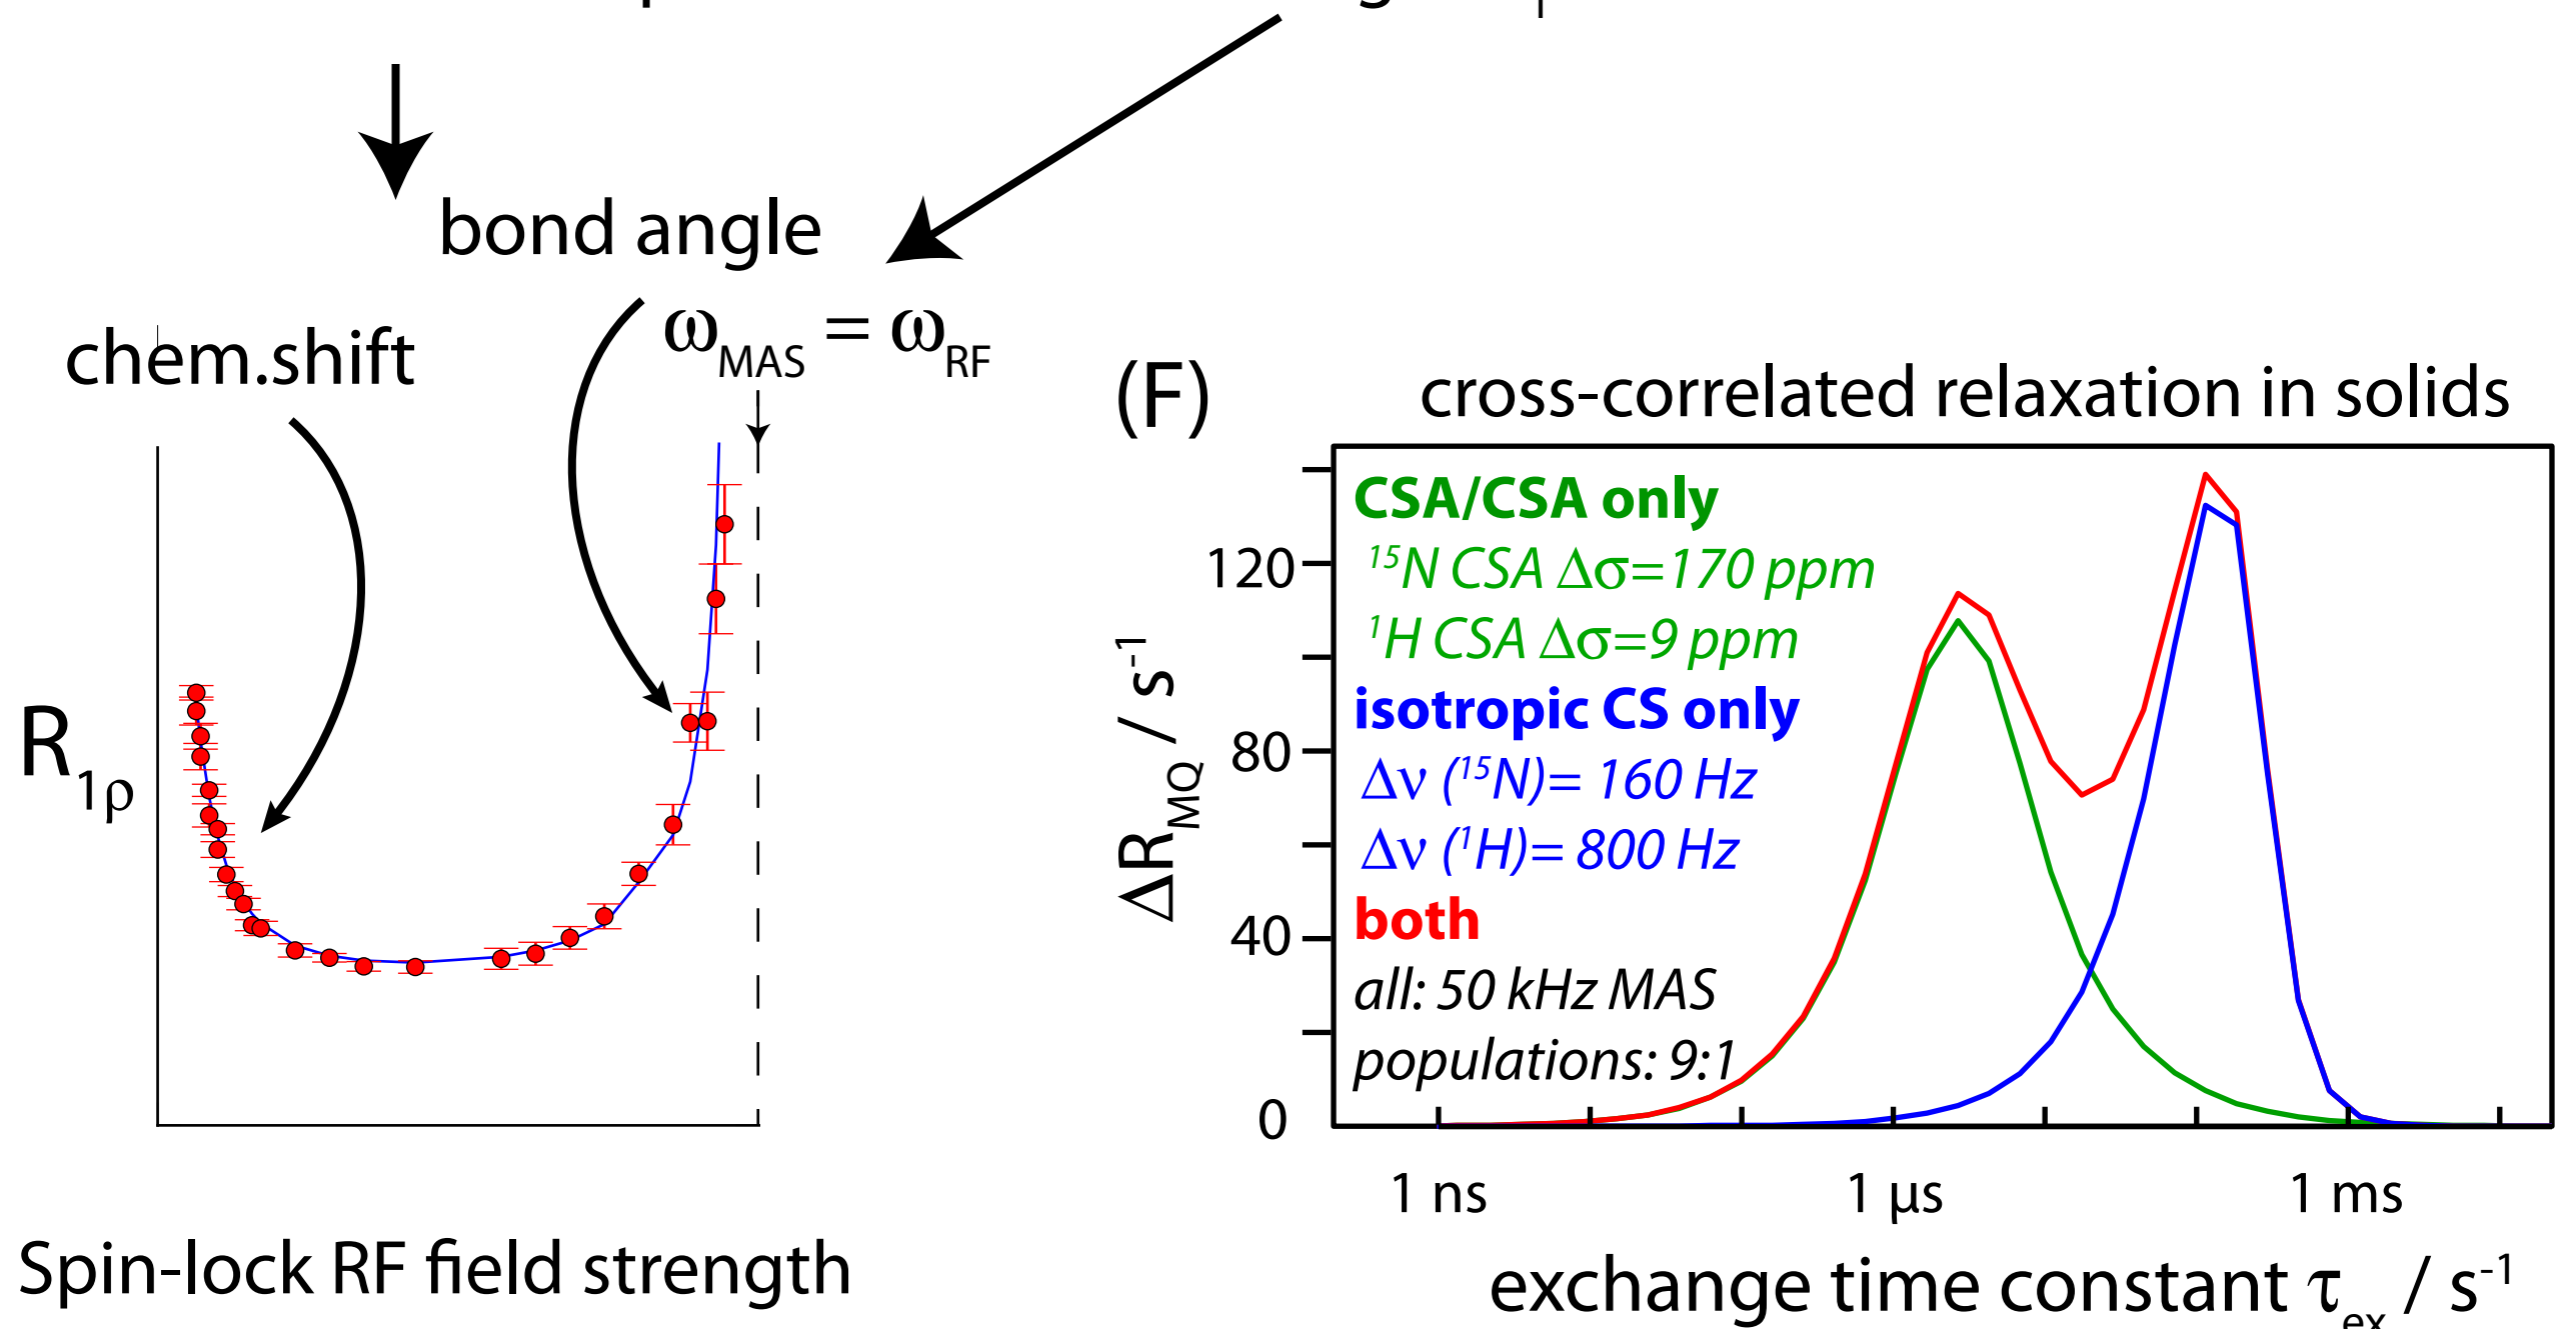 bond angle
ωMAS = ωRF
chem.shift
R1ρ
Spin-lock RF field strength
(F)
cross-correlated relaxation in solids
CSA/CSA only
15N CSA Δσ=170 ppm
1H CSA Δσ=9 ppm
isotropic CS only
Δν (15N)= 160 Hz
Δν (1H)= 800 Hz
both
all: 50 kHz MAS
populations: 9:1
ΔRMQ / s-1
120
80
40
0
1 ns
1 µs
1 ms
exchange time constant τex / s-1